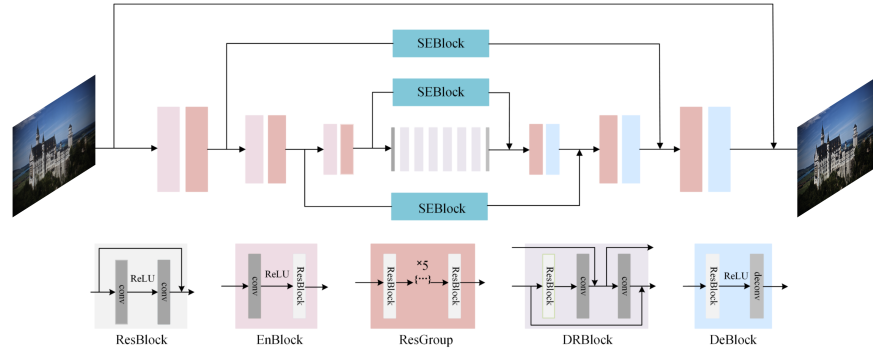 SEBlock
SEBlock
SEBlock
ReLU
conv
conv
ResBlock
conv
ReLU
ResBlock
EnBlock
ResBlock
×5
(···)
ResBlock
ResGroup
ResBlock
conv
conv
DRBlock
ResBlock
ReLU
deconv
DeBlock